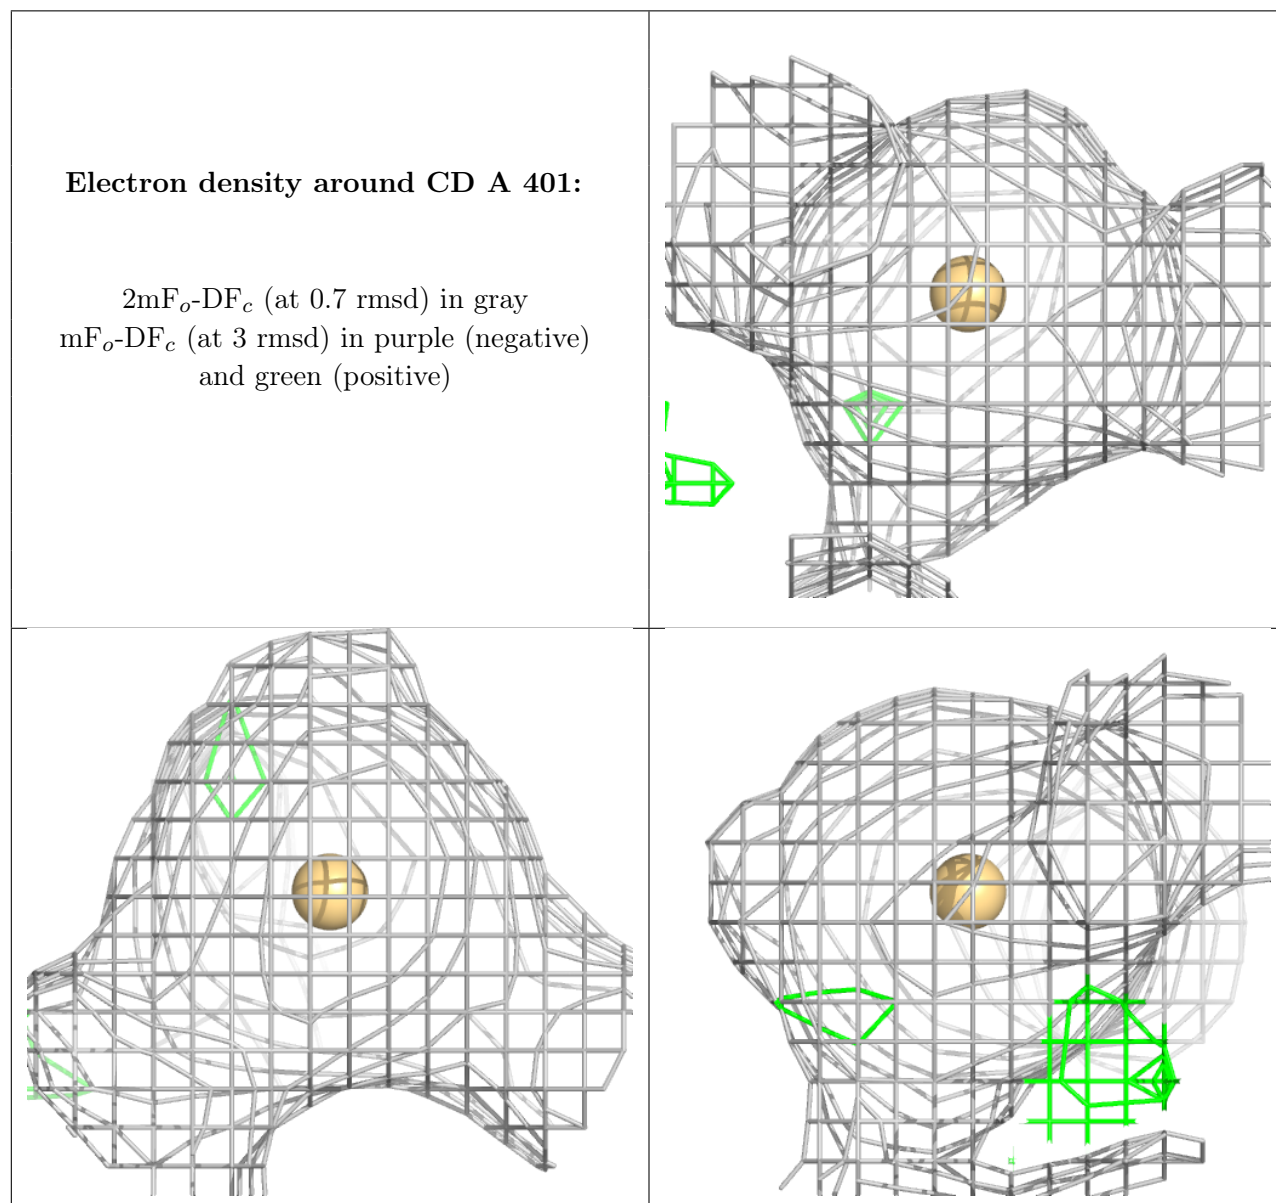 Electron density around CD A 401:
2mFo-DFc (at 0.7 rmsd) in gray
mFo-DFc (at 3 rmsd) in purple (negative)
and green (positive)